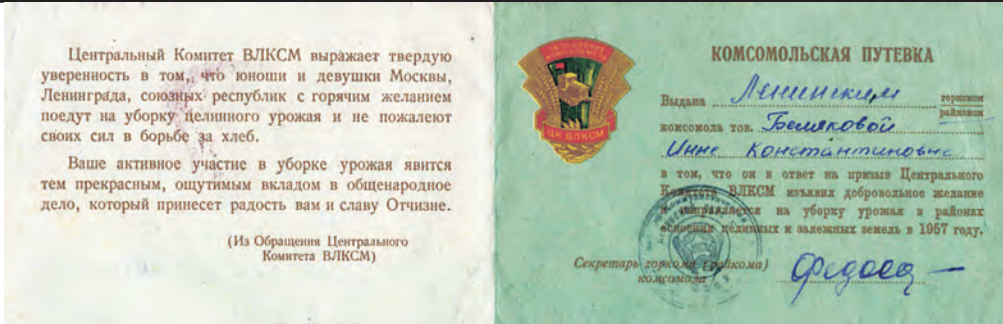 Центральный Комитет ВЛКСМ выражает твердую
уверенность в том, что юноши и девушки Москвы,
Ленинграда, союзных республик с горячим желанием
поедут на уборку целинного урожая и не пожалеют
своих сил в борьбе за хлеб.
Ваше активное участие в уборке урожая явится
тем прекрасным, ощутимым вкладом в общенародное
дело, который принесет радость вам и славу Отчизне.
(Из Обращения Центрального
Комитета ВЛКСМ)
ЦК ВЛКСМ
КОМСОМОЛЬСКАЯ ПУТЕВКА
Выдана Ленинским горкомом
райкомом
комсомола тов. Беляковой
Инне Константиновне
в том, что он в ответ на призыв Центрального
Комитета ВЛКСМ изъявил добровольное желание
и направляется на уборку урожая в районах
освоения целинных и залежных земель в 1957 году.
Секретарь горкома (райкома)
комсомола